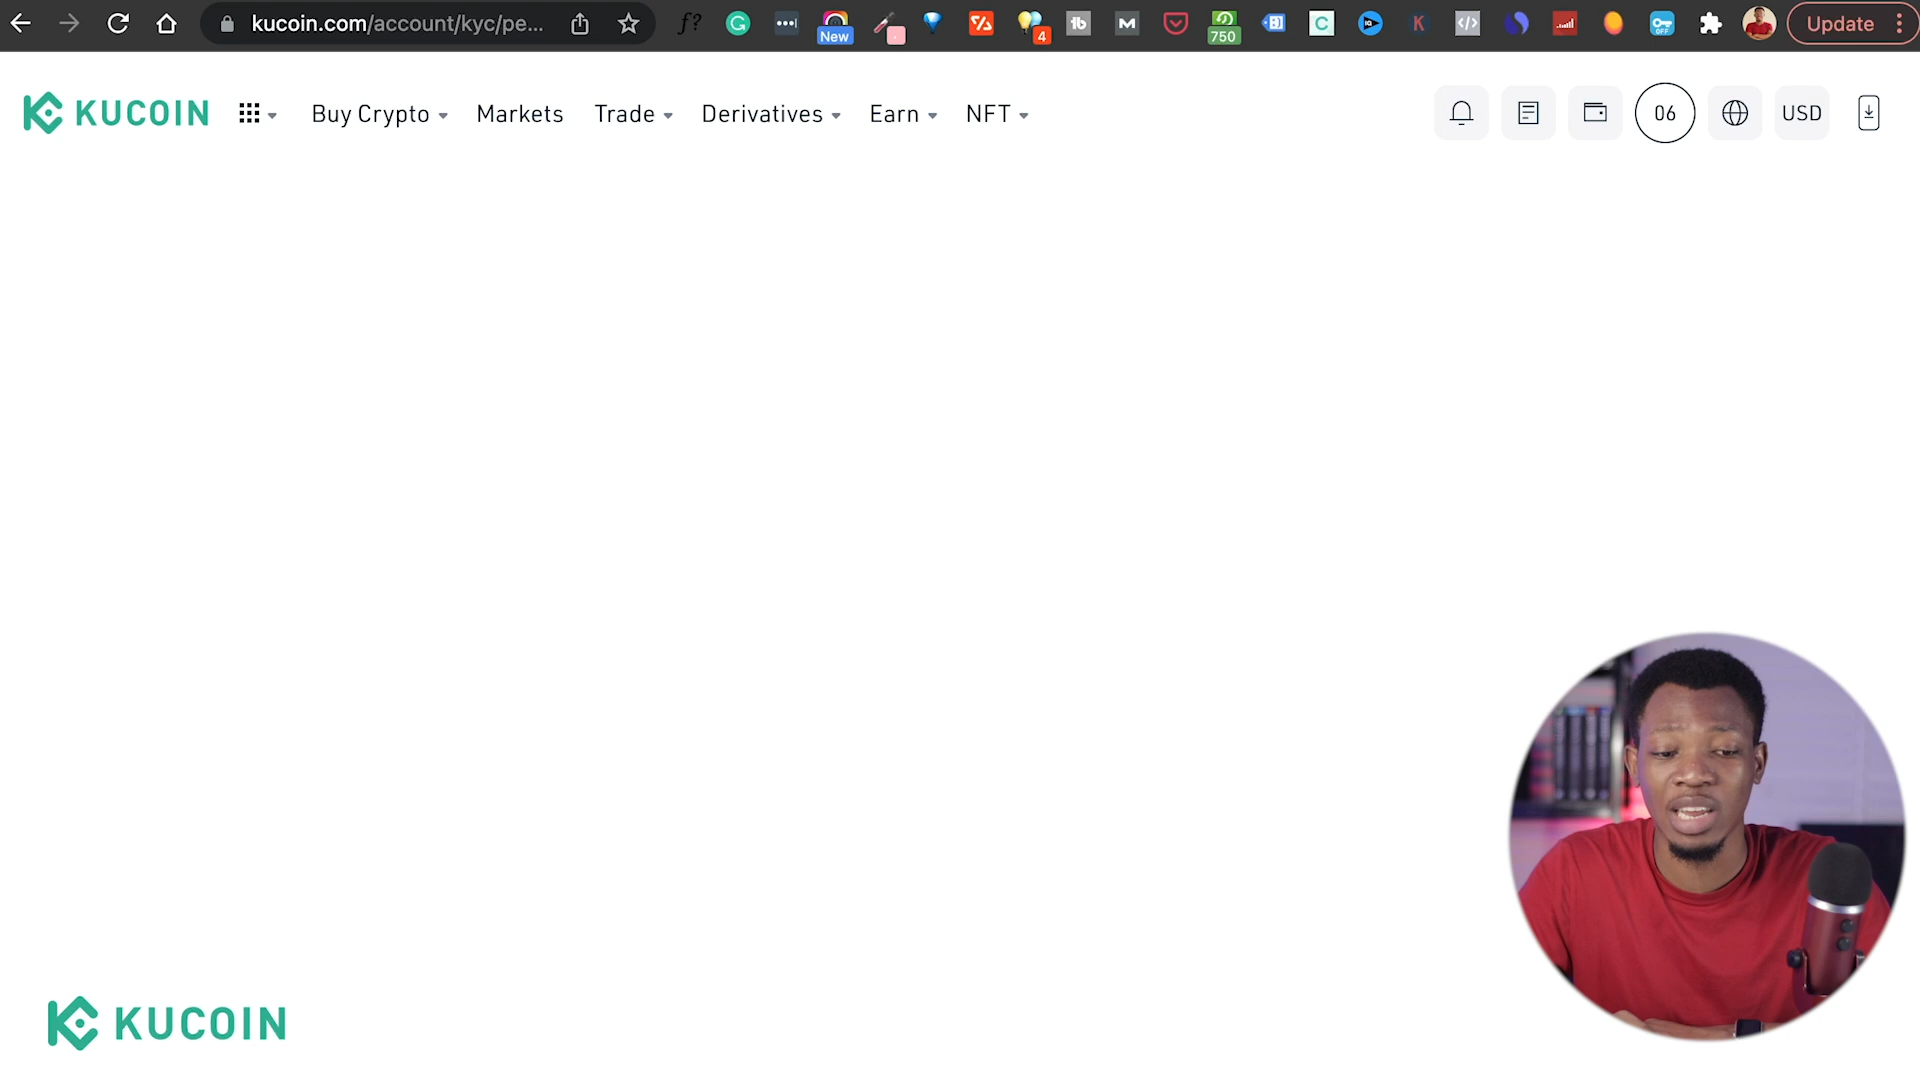 kucoin.com/account/kyc/pe...
f?
New
4
750
OFF
Update
KUCOIN
Buy Crypto
Markets
Trade
Derivatives
Earn
NFT
06
USD
KUCOIN